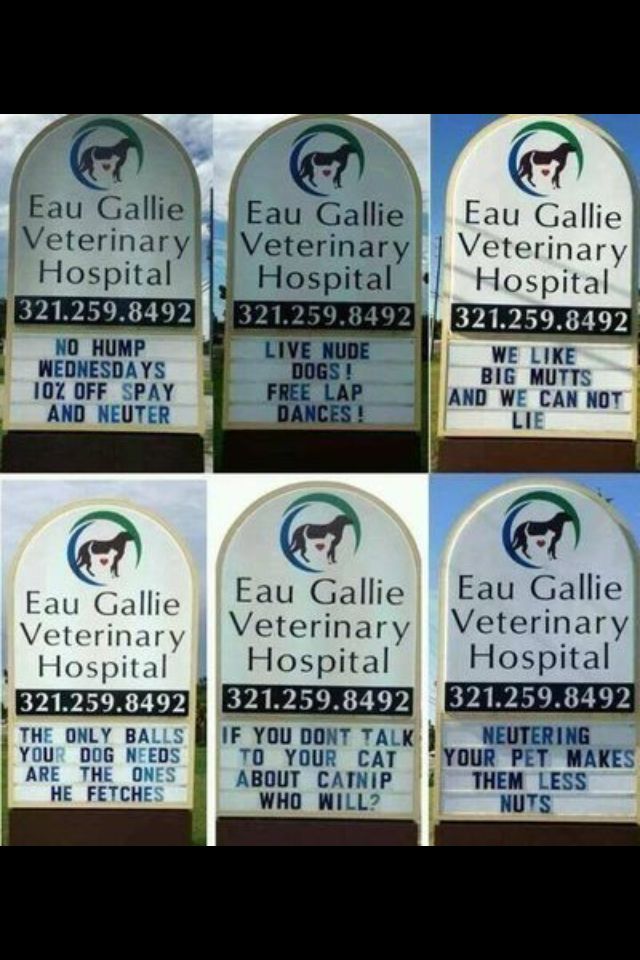 Eau Gallie
Veterinary
Hospital
321.259.8492
NO HUMP
WEDNESDAYS
10% OFF SPAY
AND NEUTER
Eau Gallie
Veterinary
Hospital
321.259.8492
LIVE NUDE
DOGS!
FREE LAP
DANCES!
Eau Gallie
Veterinary
Hospital
321.259.8492
WE LIKE
BIG MUTTS
AND WE CAN NOT
LIE
Eau Gallie
Veterinary
Hospital
321.259.8492
THE ONLY BALLS
YOUR DOG NEEDS
ARE THE ONES
HE FETCHES
Eau Gallie
Veterinary
Hospital
321.259.8492
IF YOU DONT TALK
TO YOUR CAT
ABOUT CATNIP
WHO WILL?
Eau Gallie
Veterinary
Hospital
321.259.8492
NEUTERING
YOUR PET MAKES
THEM LESS
NUTS